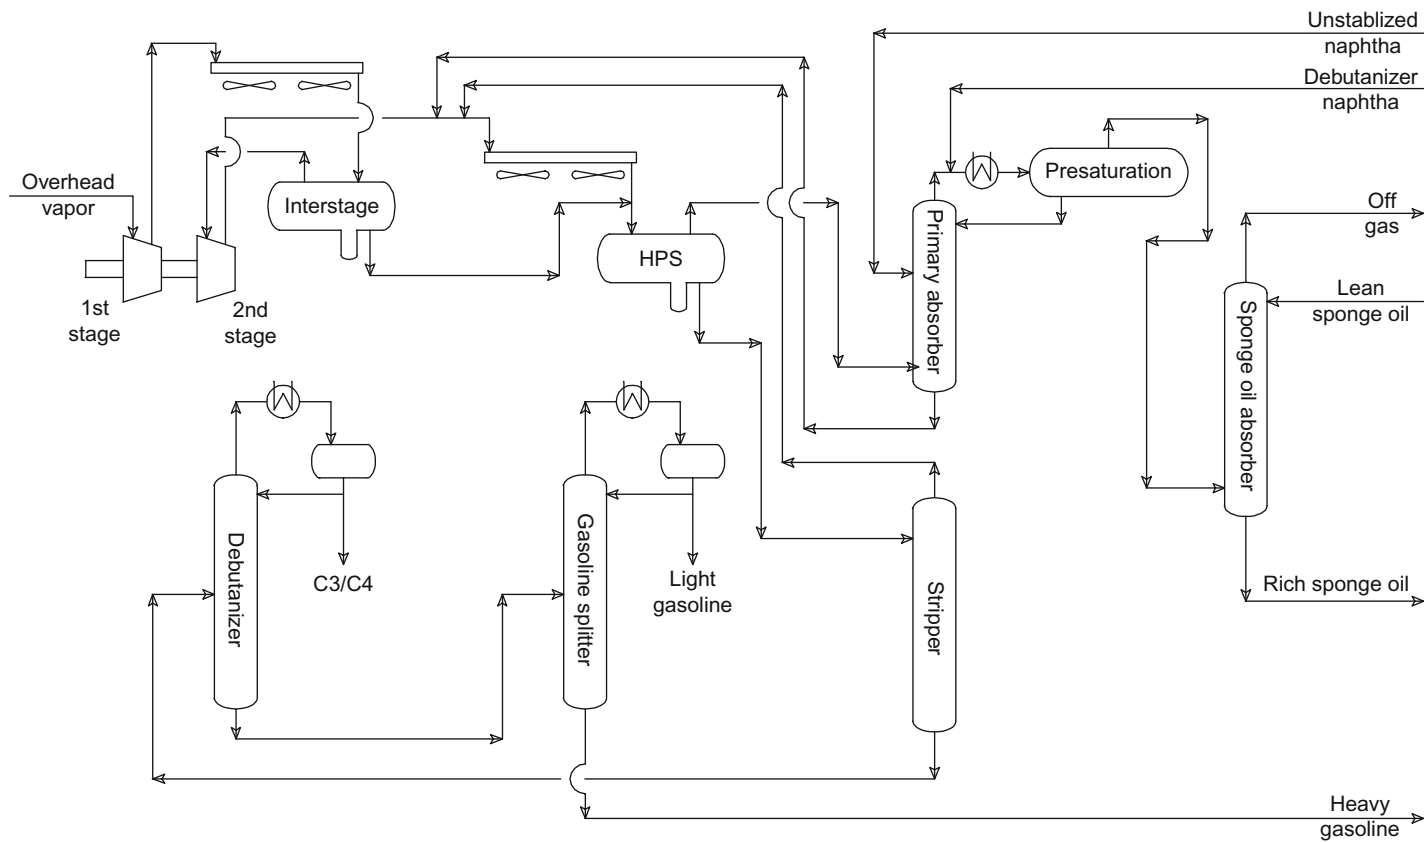 Unstablized
naphtha
Debutanizer
naphtha
Presaturation
Overhead
vapor
Interstage
Off
gas
HPS
Primary absorber
Lean
sponge oil
1st
stage
2nd
stage
Sponge oil absorber
Debutanizer
C3/C4
Gasoline splitter
Light
gasoline
Stripper
Rich sponge oil
Heavy
gasoline